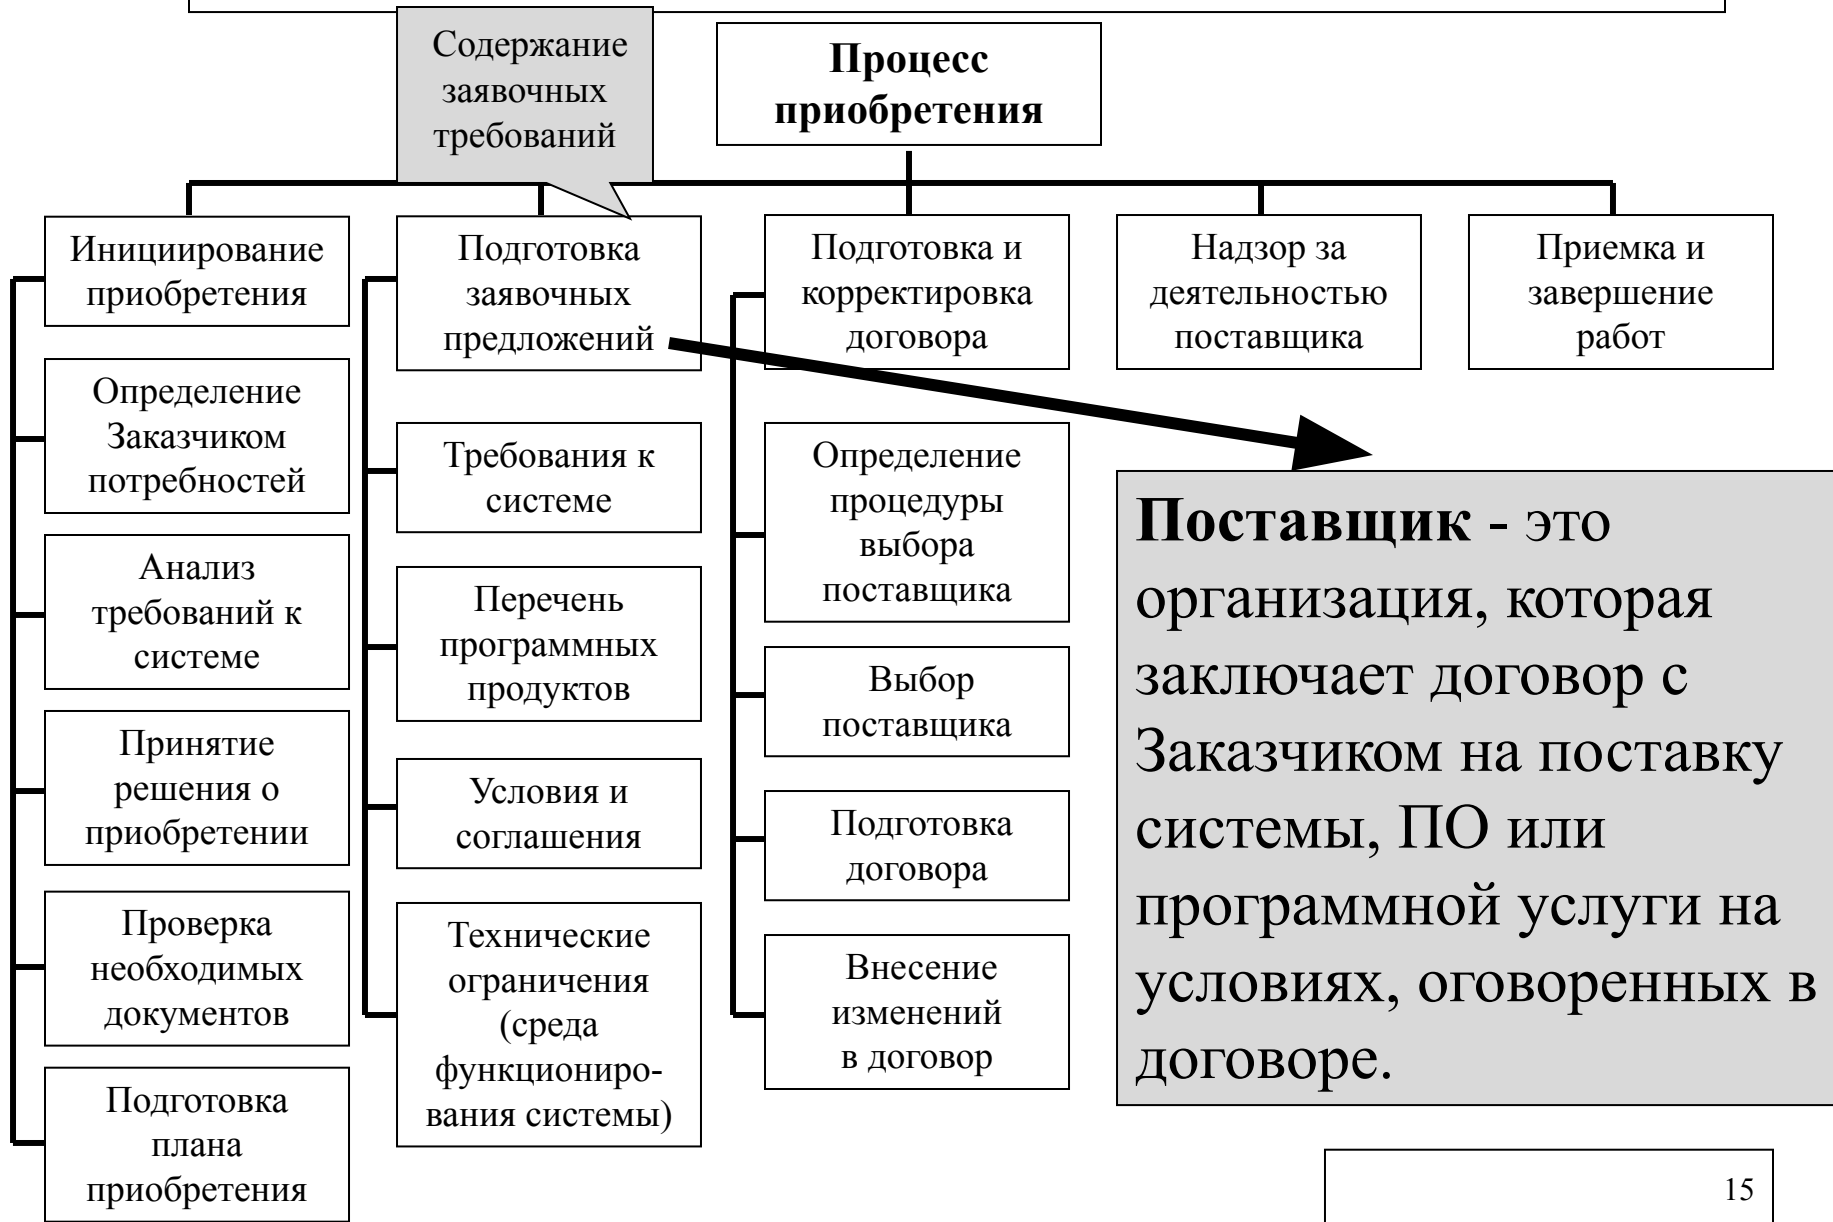 Содержание
заявочных
требований
Процесс
приобретения
Инициирование
приобретения
Определение
Заказчиком
потребностей
Анализ
требований к
системе
Принятие
решения о
приобретении
Проверка
необходимых
документов
Подготовка
плана
приобретения
Подготовка
заявочных
предложений
Требования к
системе
Перечень
программных
продуктов
Условия и
соглашения
Технические
ограничения
(среда
функциониро-
вания системы)
Подготовка и
корректировка
договора
Определение
процедуры
выбора
поставщика
Выбор
поставщика
Подготовка
договора
Внесение
изменений
в договор
Надзор за
деятельностью
поставщика
Приемка и
завершение
работ
Поставщик - это
организация, которая
заключает договор с
Заказчиком на поставку
системы, ПО или
программной услуги на
условиях, оговоренных в
договоре.
15